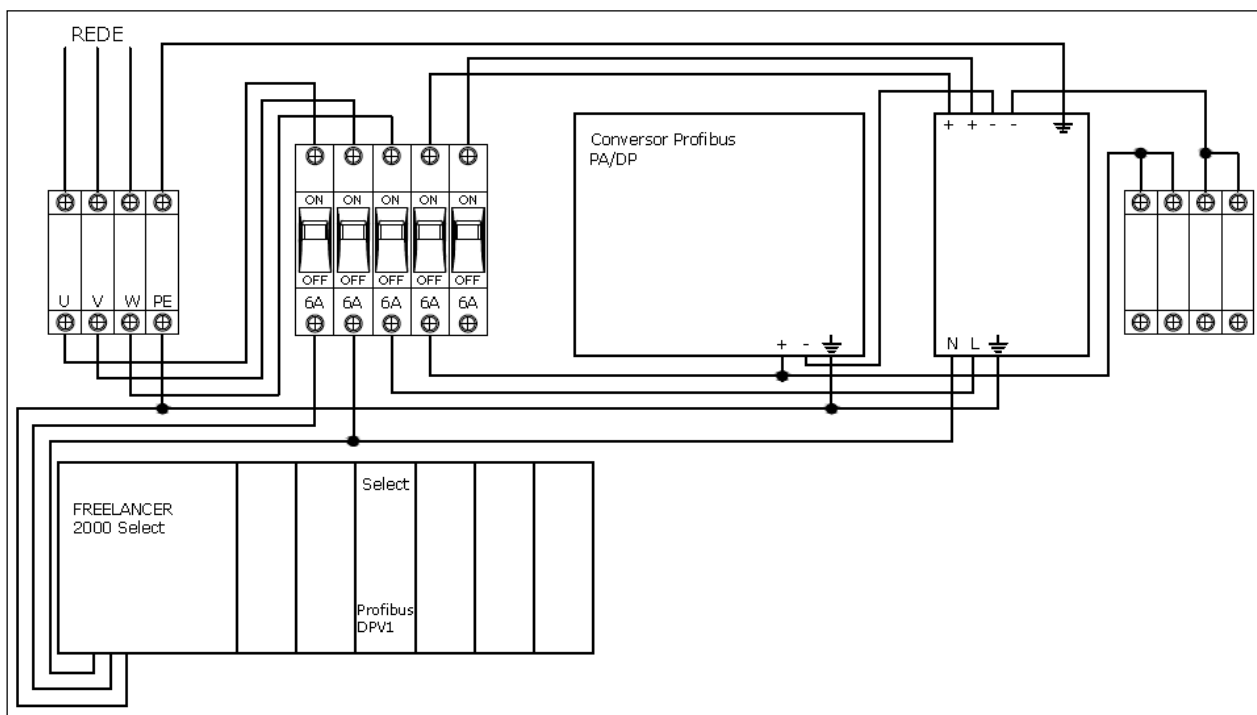 REDE
Conversor Profibus
PA/DP
+ + - -
ON ON ON ON ON
OFF OFF OFF OFF OFF
U V W PE
6A 6A 6A 6A 6A
+ -
N L
FREELANCER
2000 Select
Select
Profibus
DPV1